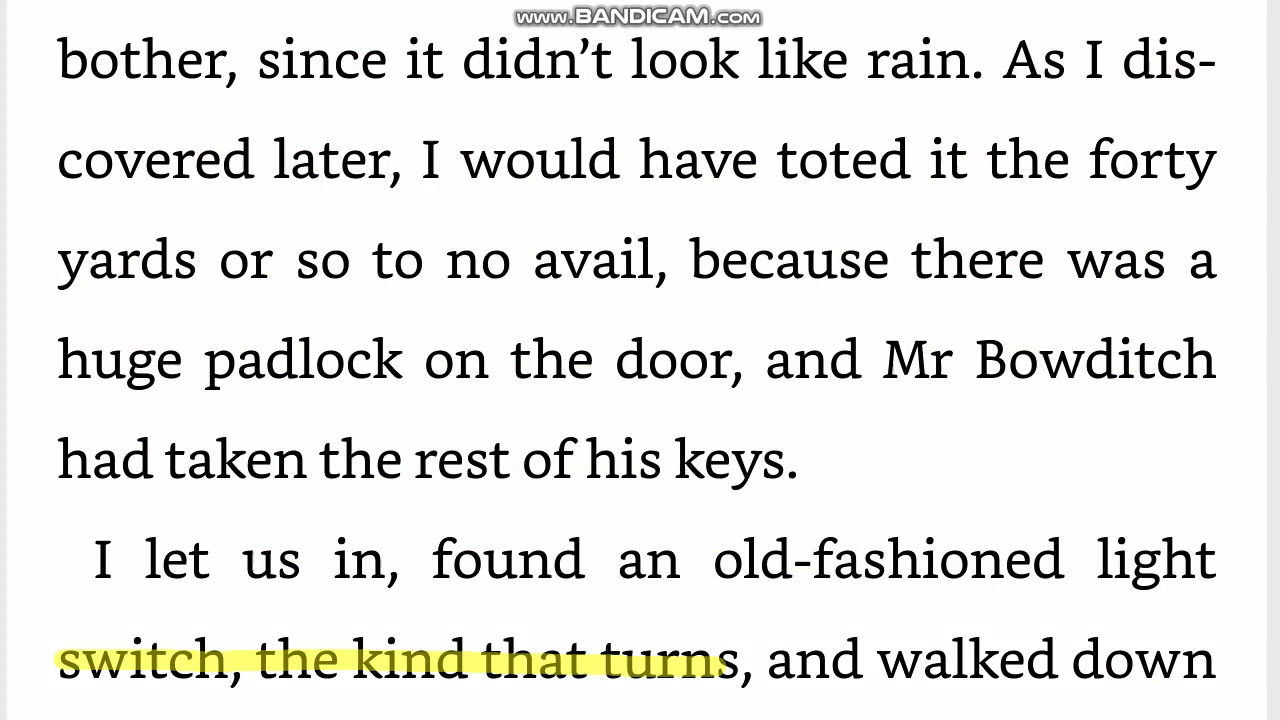 www.BANDICAM.com
bother, since it didn’t look like rain. As I dis-
covered later, I would have toted it the forty
yards or so to no avail, because there was a
huge padlock on the door, and Mr Bowditch
had taken the rest of his keys.
I let us in, found an old-fashioned light
switch, the kind that turns, and walked down